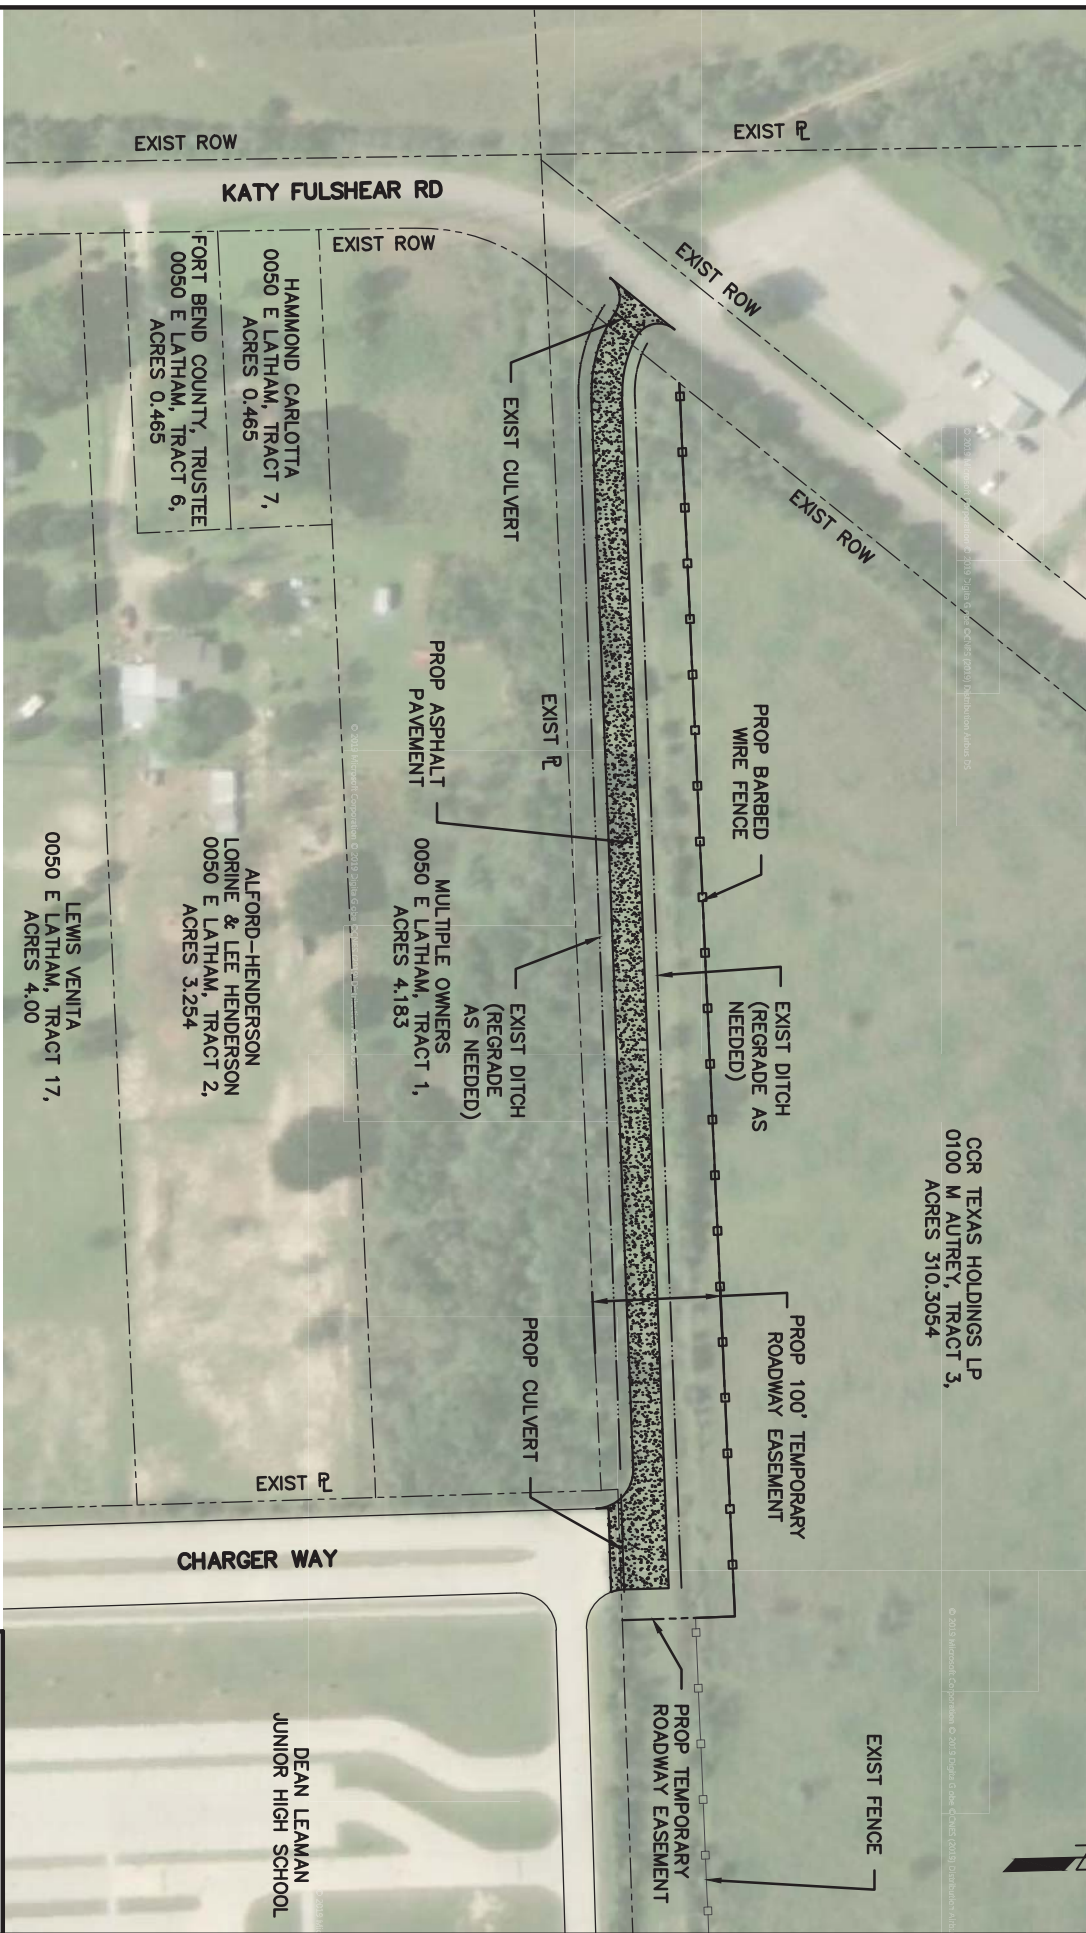 EXIST ROW
EXIST PL
KATY FULSHEAR RD
EXIST ROW
EXIST ROW
EXIST ROW
HAMMOND CARLOTTA
0050 E LATHAM, TRACT 7,
ACRES 0.465
FORT BEND COUNTY, TRUSTEE
0050 E LATHAM, TRACT 6,
ACRES 0.465
EXIST CULVERT
PROP ASPHALT
PAVEMENT
EXIST PL
PROP BARBED
WIRE FENCE
MULTIPLE OWNERS
0050 E LATHAM, TRACT 1,
ACRES 4.183
ALFORD-HENDERSON
LORINE & LEE HENDERSON
0050 E LATHAM, TRACT 2,
ACRES 3.254
LEWIS VENITA
0050 E LATHAM, TRACT 17,
ACRES 4.00
EXIST DITCH
(REGRADE
AS NEEDED)
EXIST DITCH
(REGRADE AS
NEEDED)
CCR TEXAS HOLDINGS LP
0100 M AUTREY, TRACT 3,
ACRES 310.3054
PROP 100' TEMPORARY
ROADWAY EASEMENT
PROP CULVERT
EXIST PL
CHARGER WAY
PROP TEMPORARY
ROADWAY EASEMENT
EXIST FENCE
DEAN LEAMAN
JUNIOR HIGH SCHOOL